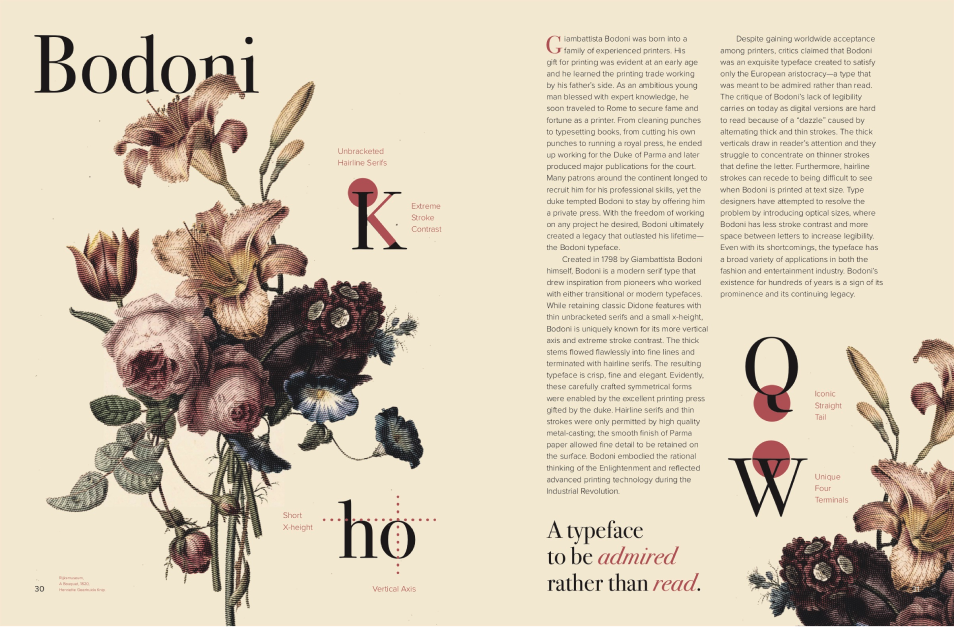 Bodoni
Unbracketed
Hairline Serifs
K
Extreme
Stroke
Contrast
Short
X-height
ho
Vertical Axis
30
Giambattista Bodoni was born into a
family of experienced printers. His
gift for printing was evident at an early age
and he learned the printing trade working
by his father's side. As an ambitious young
man blessed with expert knowledge, he
soon traveled to Rome to secure fame and
fortune as a printer. From cleaning punches
to typesetting books, from cutting his own
punches to running a royal press, he ended
up working for the Duke of Parma and later
produced major publications for the court.
Many patrons around the continent longed to
recruit him for his professional skills, yet the
duke tempted Bodoni to stay by offering him
a private press. With the freedom of working
on any project he desired, Bodoni ultimately
created a legacy that outlasted his lifetime—
the Bodoni typeface.
Created in 1798 by Giambattista Bodoni
himself, Bodoni is a modern serif type that
drew inspiration from pioneers who worked
with either transitional or modern typefaces.
While retaining classic Didone features with
thin unbracketed serifs and a small x-height,
Bodoni is uniquely known for its more vertical
axis and extreme stroke contrast. The thick
stems flowed flawlessly into fine lines and
terminated with hairline serifs. The resulting
typeface is crisp, fine and elegant. Evidently,
these carefully crafted symmetrical forms
were enabled by the excellent printing press
gifted by the duke. Hairline serifs and thin
strokes were only permitted by high quality
metal-casting; the smooth finish of Parma
paper allowed fine detail to be retained on
the surface. Bodoni embodied the rational
thinking of the Enlightenment and reflected
advanced printing technology during the
Industrial Revolution.
A typeface
to be admired
rather than read.
Despite gaining worldwide acceptance
among printers, critics claimed that Bodoni
was an exquisite typeface created to satisfy
only the European aristocracy—a type that
was meant to be admired rather than read.
The critique of Bodoni's lack of legibility
carries on today as digital versions are hard
to read because of a "dazzle" caused by
alternating thick and thin strokes. The thick
verticals draw in reader's attention and they
struggle to concentrate on thinner strokes
that define the letter. Furthermore, hairline
strokes can recede to being difficult to see
when Bodoni is printed at text size. Type
designers have attempted to resolve the
problem by introducing optical sizes, where
Bodoni has less stroke contrast and more
space between letters to increase legibility.
Even with its shortcomings, the typeface has
a broad variety of applications in both the
fashion and entertainment industry. Bodoni's
existence for hundreds of years is a sign of its
prominence and its continuing legacy.
Q
Iconic
Straight
Tail
W
Unique
Four
Terminals